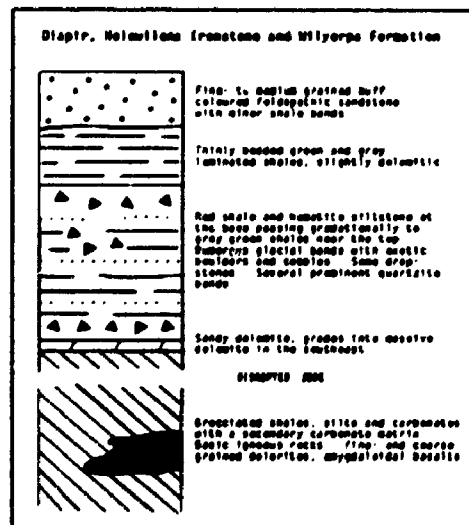 Diapir, Holowilena Ironstone and Wilyerpa Formation
Fine- to medium grained buff
coloured feldspathic sandstone
with minor shale bands
Thinly bedded green and grey
laminated shales, slightly dolomitic
Red shale and hematite siltstone at
the base passing gradationally to
grey green shales near the top
Numerous glacial bands with exotic
boulders and cobbles Some drop-
stones Several prominent quartzite
bands
Sandy dolomite, grades into massive
dolomite in the southeast
DISRUPTED ZONE
Brecciated shales, silts and carbonates
with a secondary carbonate matrix
Basic igneous rocks fine- and coarse
grained dolerites, amygdaloidal basalts